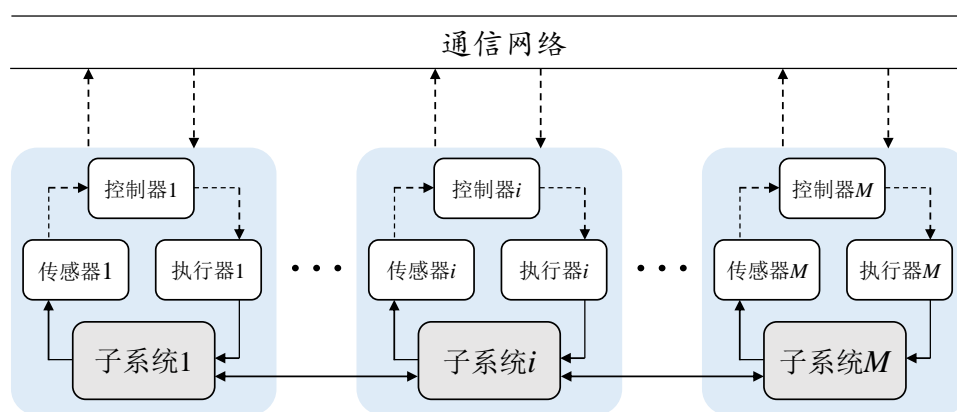 通信网络
控制器1
控制器i
控制器M
传感器1
执行器1
传感器i
执行器i
传感器M
执行器M
子系统1
子系统i
子系统M